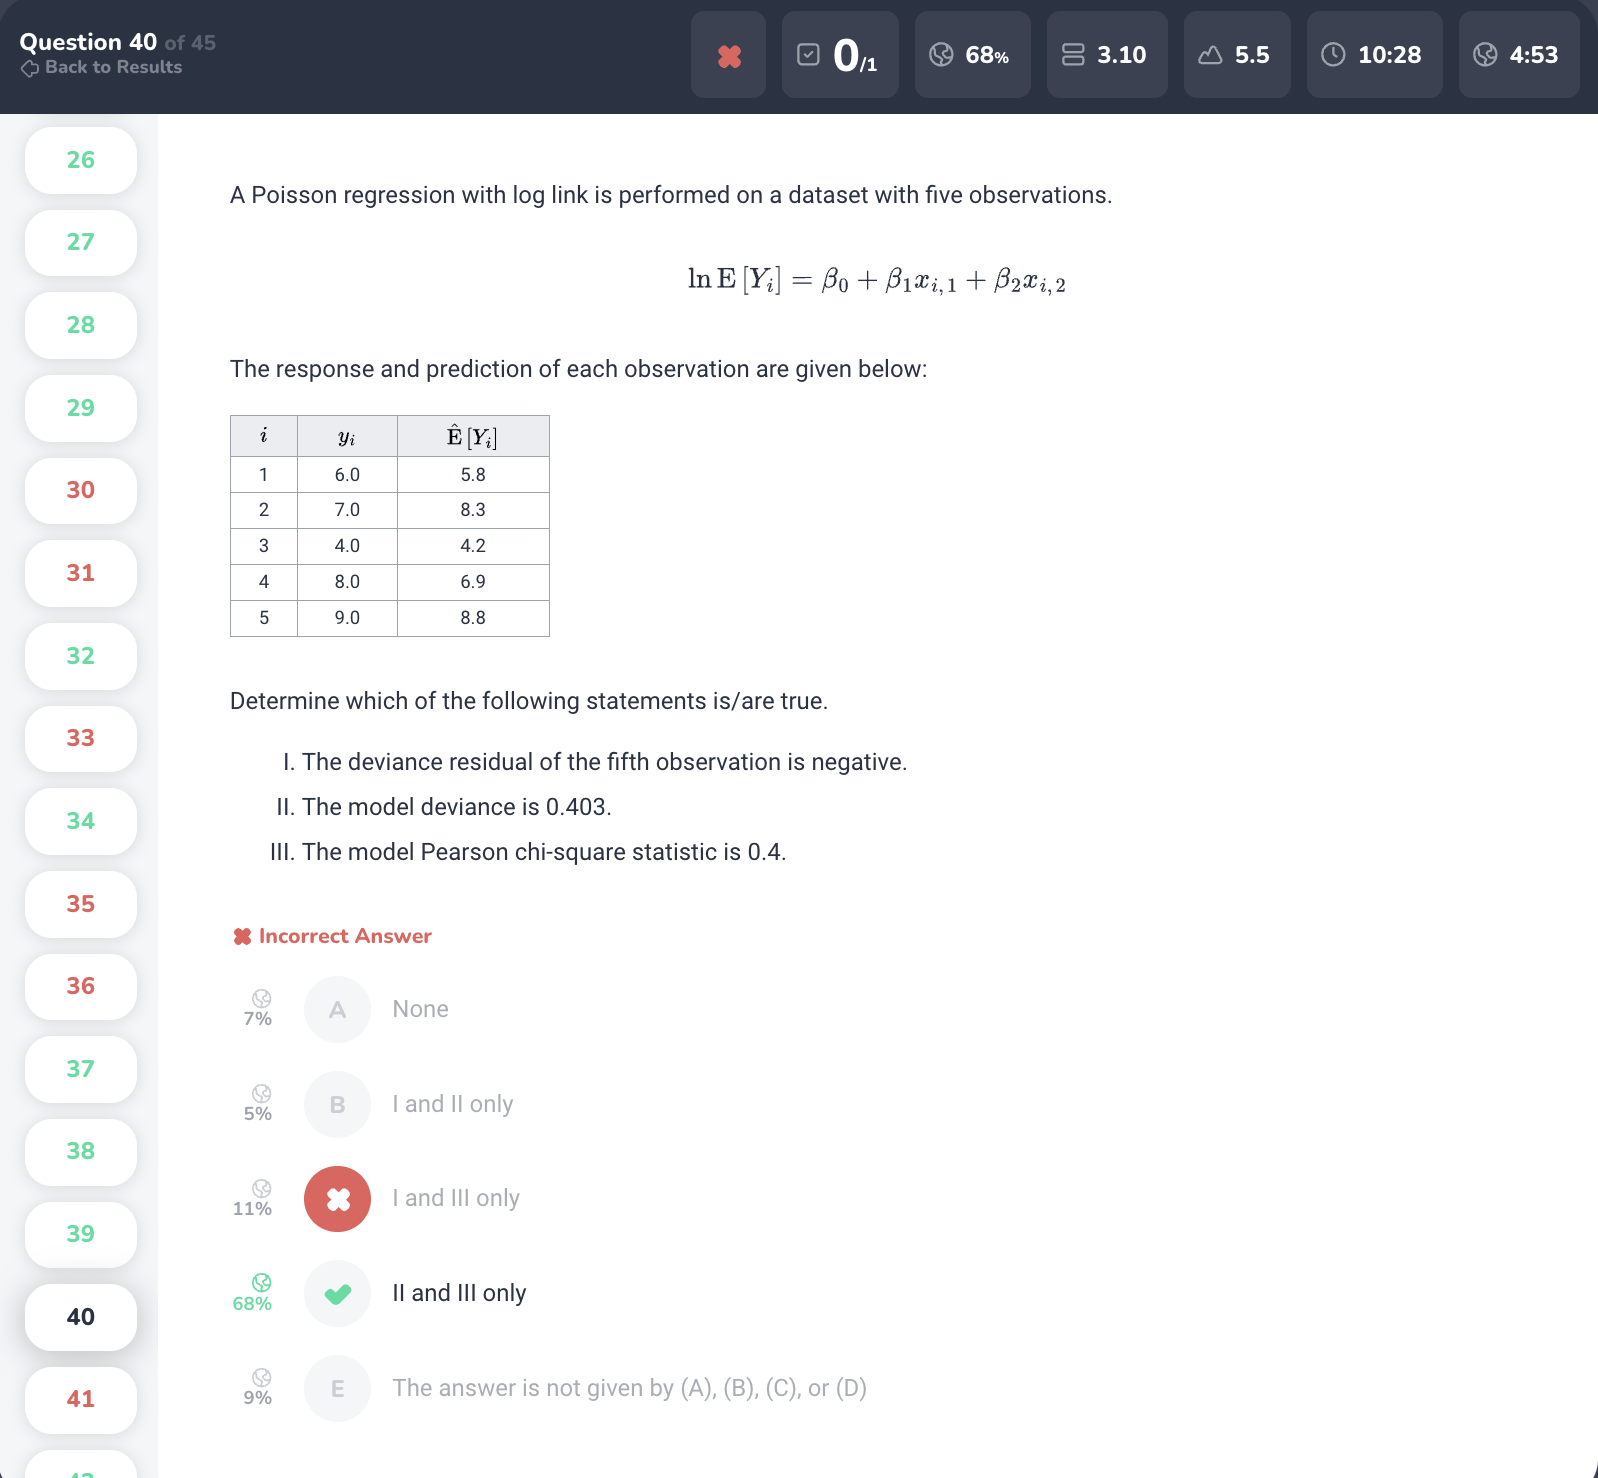 Question 40 of 45
Back to Results
0/1
68%
3.10
5.5
10:28
4:53
26
27
28
29
30
31
32
33
34
35
36
37
38
39
40
41
A Poisson regression with log link is performed on a dataset with five observations.
ln E [Y_i] = β_0 + β_1x_{i, 1} + β_2x_{i, 2}
The response and prediction of each observation are given below:
i y_i Ê [Y_i]
1 6.0 5.8
2 7.0 8.3
3 4.0 4.2
4 8.0 6.9
5 9.0 8.8
Determine which of the following statements is/are true.
I. The deviance residual of the fifth observation is negative.
II. The model deviance is 0.403.
III. The model Pearson chi-square statistic is 0.4.
Incorrect Answer
7% A None
5% B I and II only
11% I and III only
68% II and III only
9% E The answer is not given by (A), (B), (C), or (D)